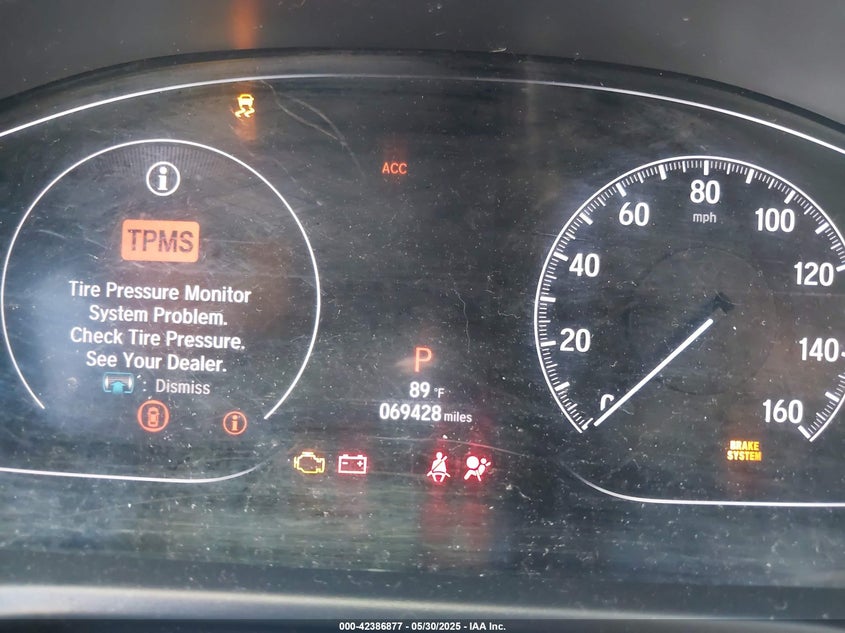 ACC
TPMS
Tire Pressure Monitor
System Problem.
Check Tire Pressure.
See Your Dealer.
: Dismiss
P
89 °F
069428 miles
0
20
40
60
80
100
120
140
160
mph
BRAKE
SYSTEM
000-42386877 - 05/30/2025 - IAA Inc.